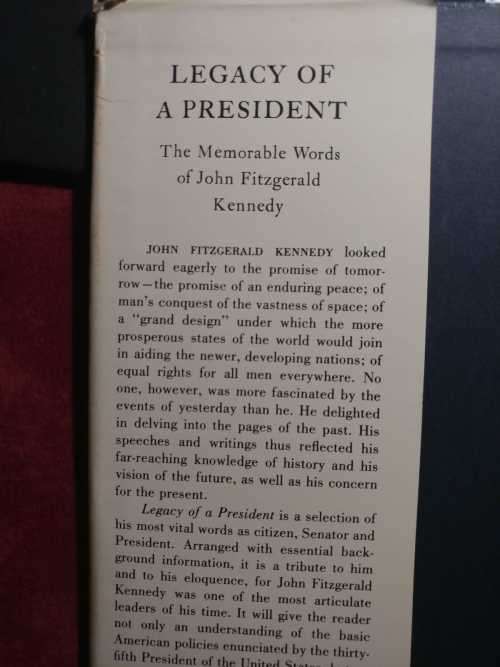 LEGACY OF
A PRESIDENT
The Memorable Words
of John Fitzgerald
Kennedy
JOHN FITZGERALD KENNEDY looked
forward eagerly to the promise of tomor-
row—the promise of an enduring peace; of
man's conquest of the vastness of space; of
a "grand design" under which the more
prosperous states of the world would join
in aiding the newer, developing nations; of
equal rights for all men everywhere. No
one, however, was more fascinated by the
events of yesterday than he. He delighted
in delving into the pages of the past. His
speeches and writings thus reflected his
far-reaching knowledge of history and his
vision of the future, as well as his concern
for the present.
Legacy of a President is a selection of
his most vital words as citizen, Senator and
President. Arranged with essential back-
ground information, it is a tribute to him
and to his eloquence, for John Fitzgerald
Kennedy was one of the most articulate
leaders of his time. It will give the reader
not only an understanding of the basic
American policies enunciated by the thirty-
fifth President of the United States